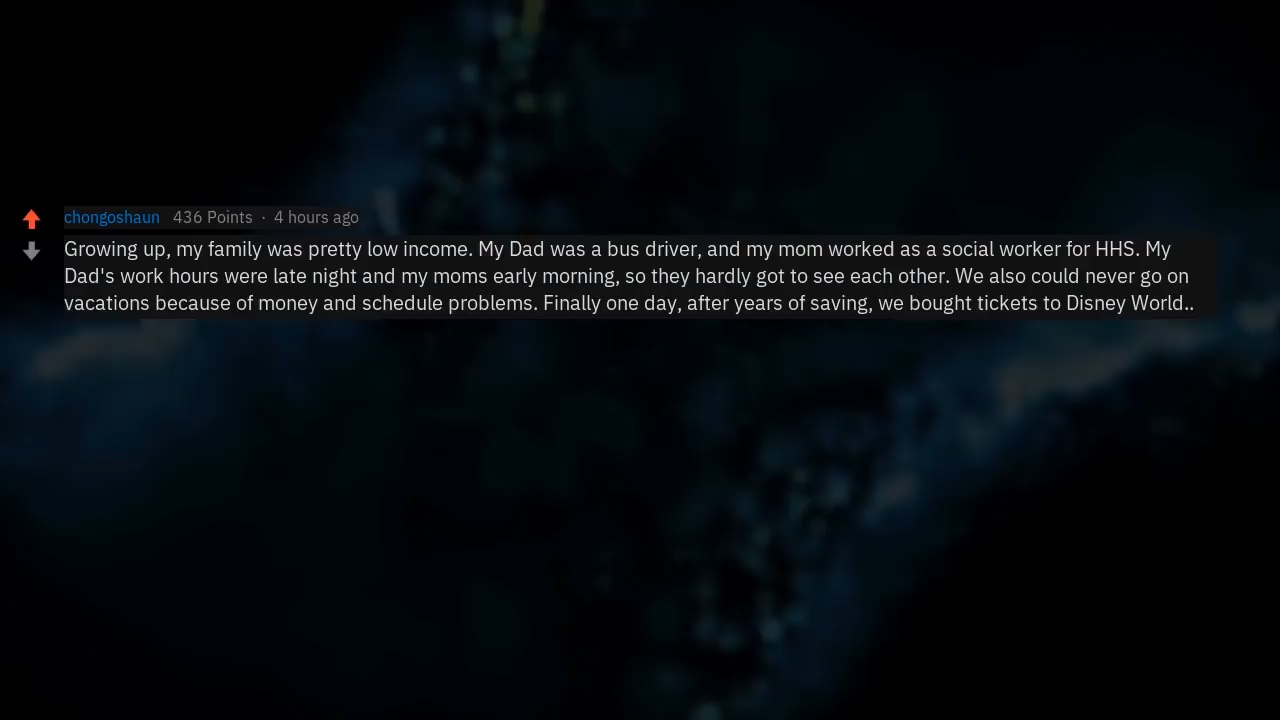 chongoshaun 436 Points · 4 hours ago
Growing up, my family was pretty low income. My Dad was a bus driver, and my mom worked as a social worker for HHS. My
Dad's work hours were late night and my moms early morning, so they hardly got to see each other. We also could never go on
vacations because of money and schedule problems. Finally one day, after years of saving, we bought tickets to Disney World..